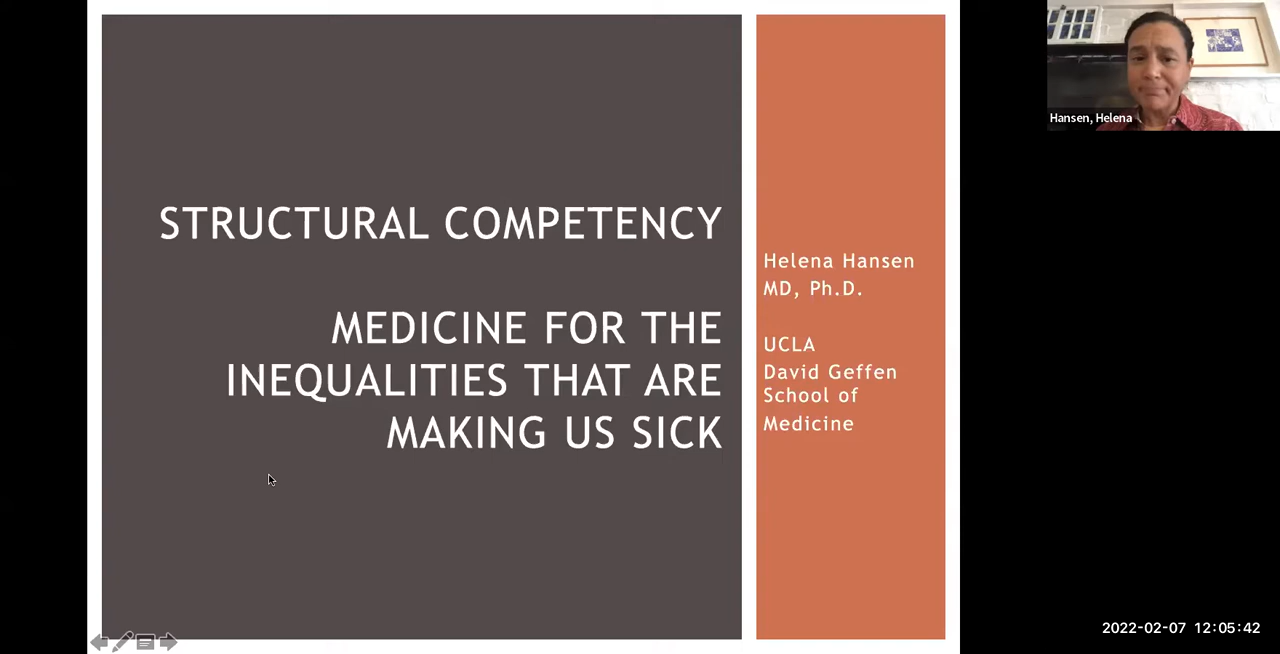 STRUCTURAL COMPETENCY
MEDICINE FOR THE
INEQUALITIES THAT ARE
MAKING US SICK
Helena Hansen
MD, Ph.D.
UCLA
David Geffen
School of
Medicine
Hansen, Helena
2022-02-07 12:05:42